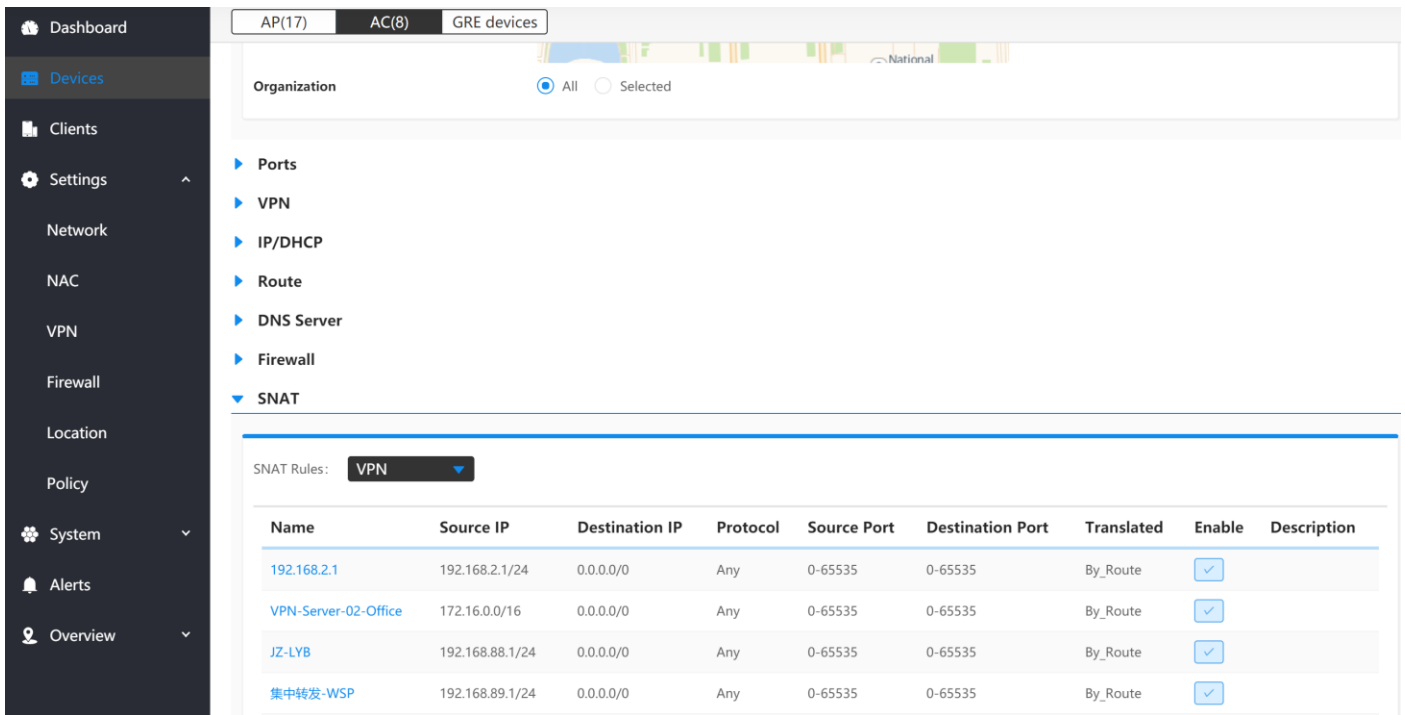 Dashboard
Devices
Clients
Settings
Network
NAC
VPN
Firewall
Location
Policy
System
Alerts
Overview
AP(17) AC(8) GRE devices
National
Organization All Selected
Ports
VPN
IP/DHCP
Route
DNS Server
Firewall
SNAT
SNAT Rules: VPN
Name Source IP Destination IP Protocol Source Port Destination Port Translated Enable Description
192.168.2.1 192.168.2.1/24 0.0.0.0/0 Any 0-65535 0-65535 By_Route
VPN-Server-02-Office 172.16.0.0/16 0.0.0.0/0 Any 0-65535 0-65535 By_Route
JZ-LYB 192.168.88.1/24 0.0.0.0/0 Any 0-65535 0-65535 By_Route
集中转发-WSP 192.168.89.1/24 0.0.0.0/0 Any 0-65535 0-65535 By_Route